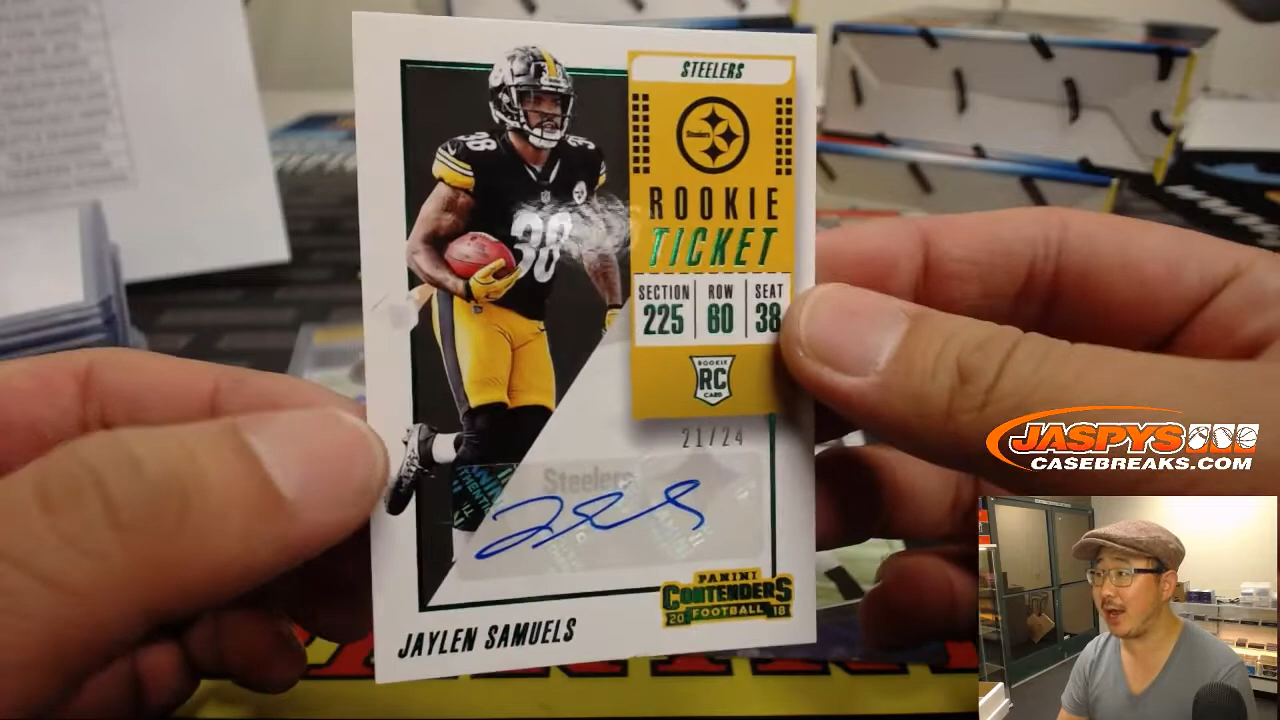 STEELERS
Steelers
ROOKIE
TICKET
SECTION ROW SEAT
225 60 38
ROOKIE
RC
CARD
38
38
21/24
Steelers
PANINI
CONTENDERS
20 FOOTBALL 18
JAYLEN SAMUELS
JASPYS
CASEBREAKS.COM